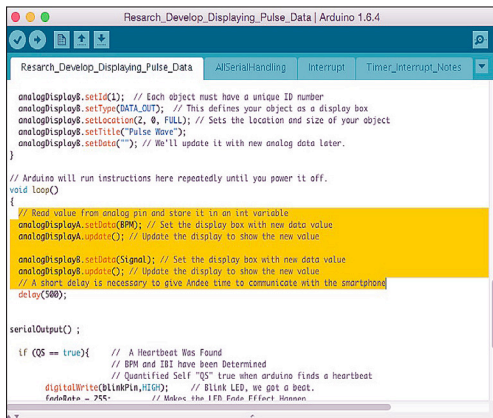 Resarch_Develop_Displaying_Pulse_Data | Arduino 1.6.4
Resarch_Develop_Displaying_Pulse_Data AllSerialHandling Interrupt Timer_Interrupt_Notes
analogDisplayB.setId(1); // Each object must have a unique ID number
analogDisplayB.setType(DATA_OUT); // This defines your object as a display box
analogDisplayB.setLocation(2, 0, FULL); // Sets the location and size of your object
analogDisplayB.setTitle("Pulse Wave");
analogDisplayB.setData(""); // We'll update it with new analog data later.
}
// Arduino will run instructions here repeatedly until you power it off.
void loop()
{
// Read value from analog pin and store it in an int variable
analogDisplayA.setData(BPM); // Set the display box with new data value
analogDisplayA.update(); // Update the display to show the new value
analogDisplayB.setData(Signal); // Set the display box with new data value
analogDisplayB.update(); // Update the display to show the new value
// A short delay is necessary to give Andee time to communicate with the smartphone
delay(500);
serialOutput() ;
if (QS == true){ // A Heartbeat Was Found
// BPM and IBI have been Determined
// Quantified Self "QS" true when arduino finds a heartbeat
digitalWrite(blinkPin,HIGH); // Blink LED, we got a beat.
fadeRate = 255; // Makes the LED Fade Effect Happen